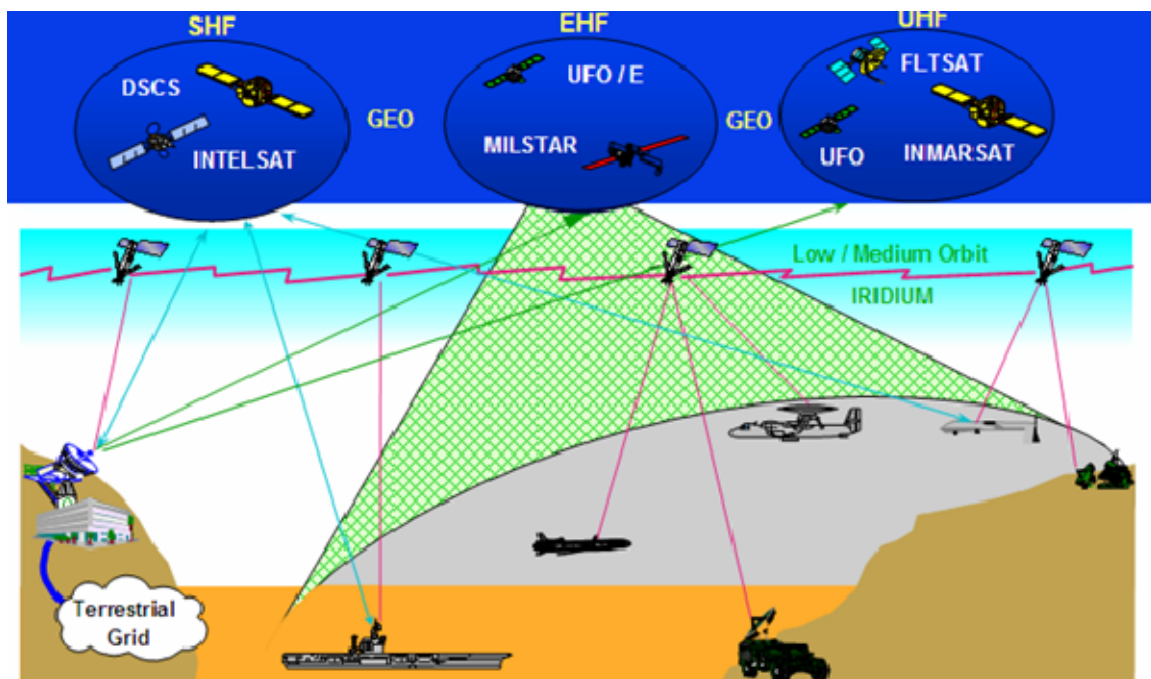 SHF
EHF
UHF
DSCS
INTELSAT
GEO
UFO / E
MILSTAR
GEO
FLTSAT
UFO
INMARSAT
Low / Medium Orbit
IRIDIUM
Terrestrial
Grid